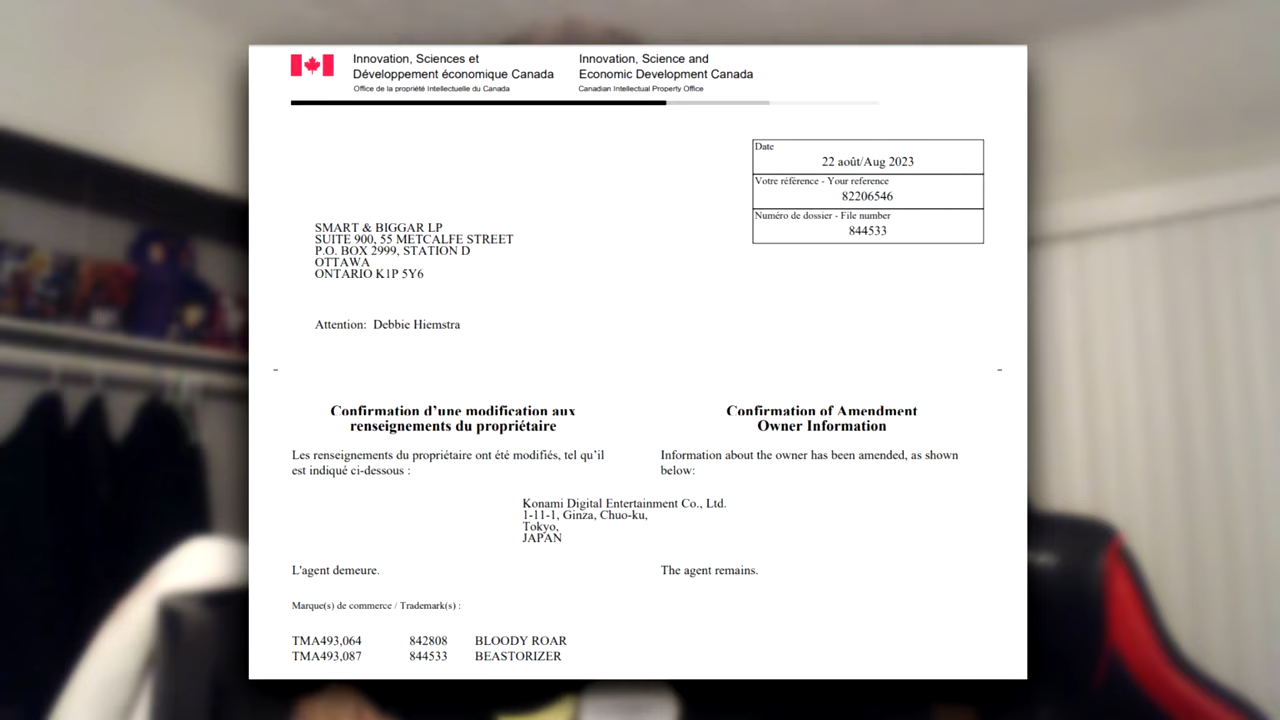 Innovation, Sciences et
Développement économique Canada
Office de la propriété Intellectuelle du Canada
Innovation, Science and
Economic Development Canada
Canadian Intellectual Property Office
Date
22 août/Aug 2023
Votre référence - Your reference
82206546
Numéro de dossier - File number
844533
SMART & BIGGAR LP
SUITE 900, 55 METCALFE STREET
P.O. BOX 2999, STATION D
OTTAWA
ONTARIO K1P 5Y6
Attention: Debbie Hiemstra
Confirmation d'une modification aux
renseignements du propriétaire
Confirmation of Amendment
Owner Information
Les renseignements du propriétaire ont été modifiés, tel qu'il
est indiqué ci-dessous :
Information about the owner has been amended, as shown
below:
Konami Digital Entertainment Co., Ltd.
1-11-1, Ginza, Chuo-ku,
Tokyo,
JAPAN
L'agent demeure.
The agent remains.
Marque(s) de commerce / Trademark(s) :
TMA493,064 842808 BLOODY ROAR
TMA493,087 844533 BEASTORIZER